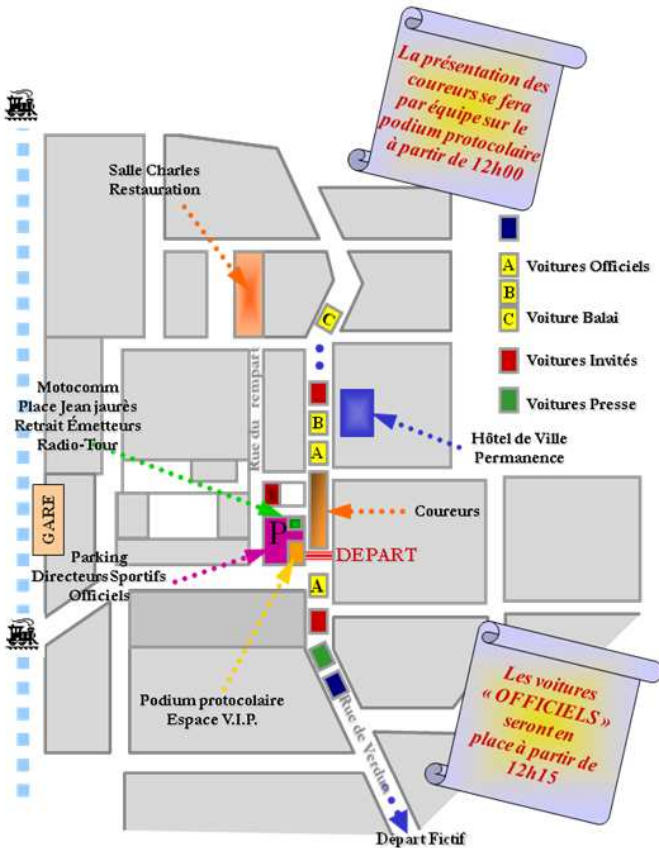 La présentation des
coureurs se fera
par équipe sur le
podium protocolaire
à partir de 12h00
Salle Charles
Restauration
A Voitures Officiels
B
C Voiture Balai
Voitures Invités
Voitures Presse
C
Motocomm
Place Jean jaurès
Retrait Émetteurs
Radio-Tour
Rue du rempart
B
A
Hôtel de Ville
Permanence
GARE
Coureurs
P
DEPART
Parking
Directeurs Sportifs
Officiels
A
Podium protocolaire
Espace V.I.P.
Rue de Verdun
Les voitures
« OFFICIELS »
seront en
place à partir de
12h15
Départ Fictif